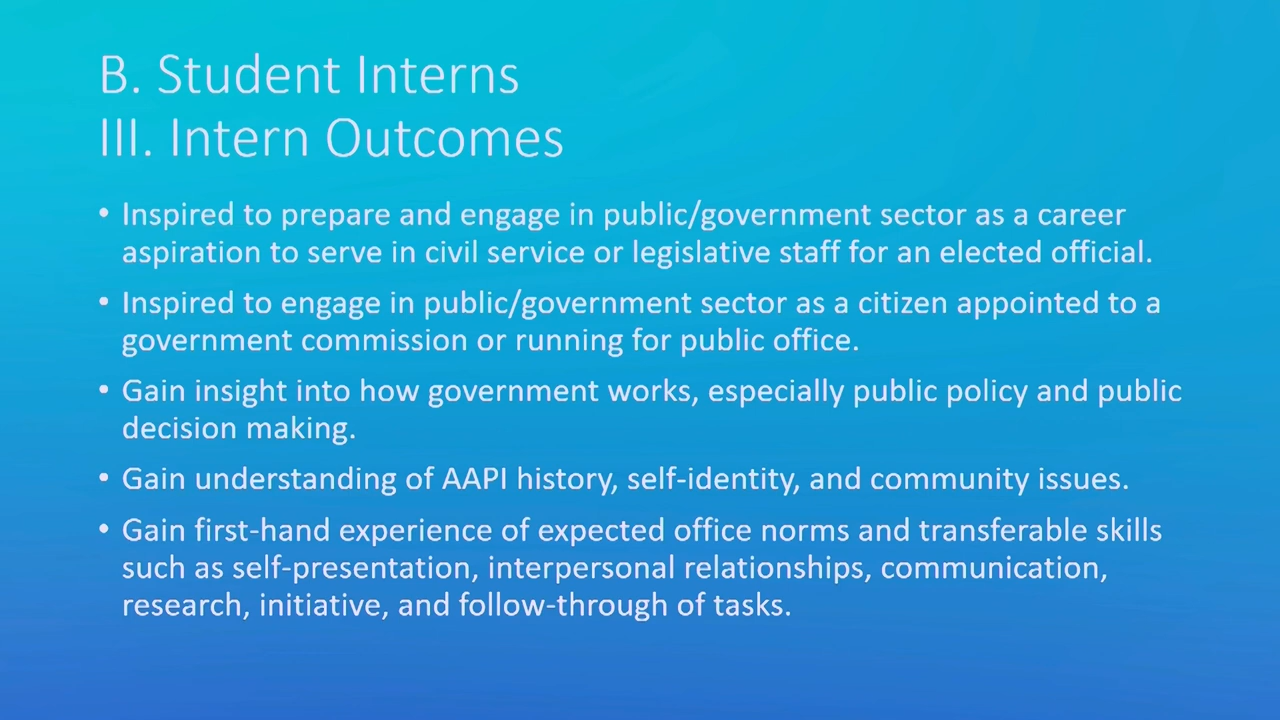 B. Student Interns
III. Intern Outcomes
• Inspired to prepare and engage in public/government sector as a career
aspiration to serve in civil service or legislative staff for an elected official.
• Inspired to engage in public/government sector as a citizen appointed to a
government commission or running for public office.
• Gain insight into how government works, especially public policy and public
decision making.
• Gain understanding of AAPI history, self-identity, and community issues.
• Gain first-hand experience of expected office norms and transferable skills
such as self-presentation, interpersonal relationships, communication,
research, initiative, and follow-through of tasks.